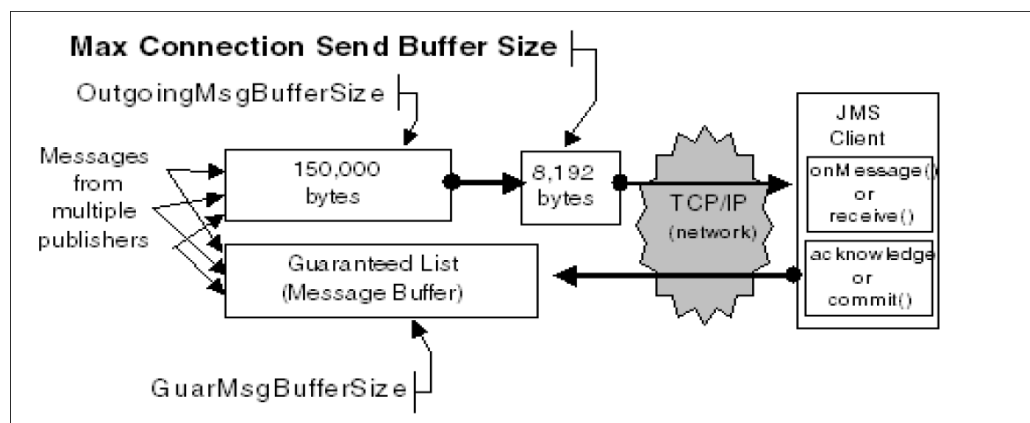 Max Connection Send Buffer Size
OutgoingMsgBufferSize
Messages
from
multiple
publishers
150,000
bytes
8,192
bytes
TCP/IP
(network)
JMS
Client
onMessage()
or
receive()
Guaranteed List
(Message Buffer)
acknowledge
or
commit()
GuarMsgBufferSize